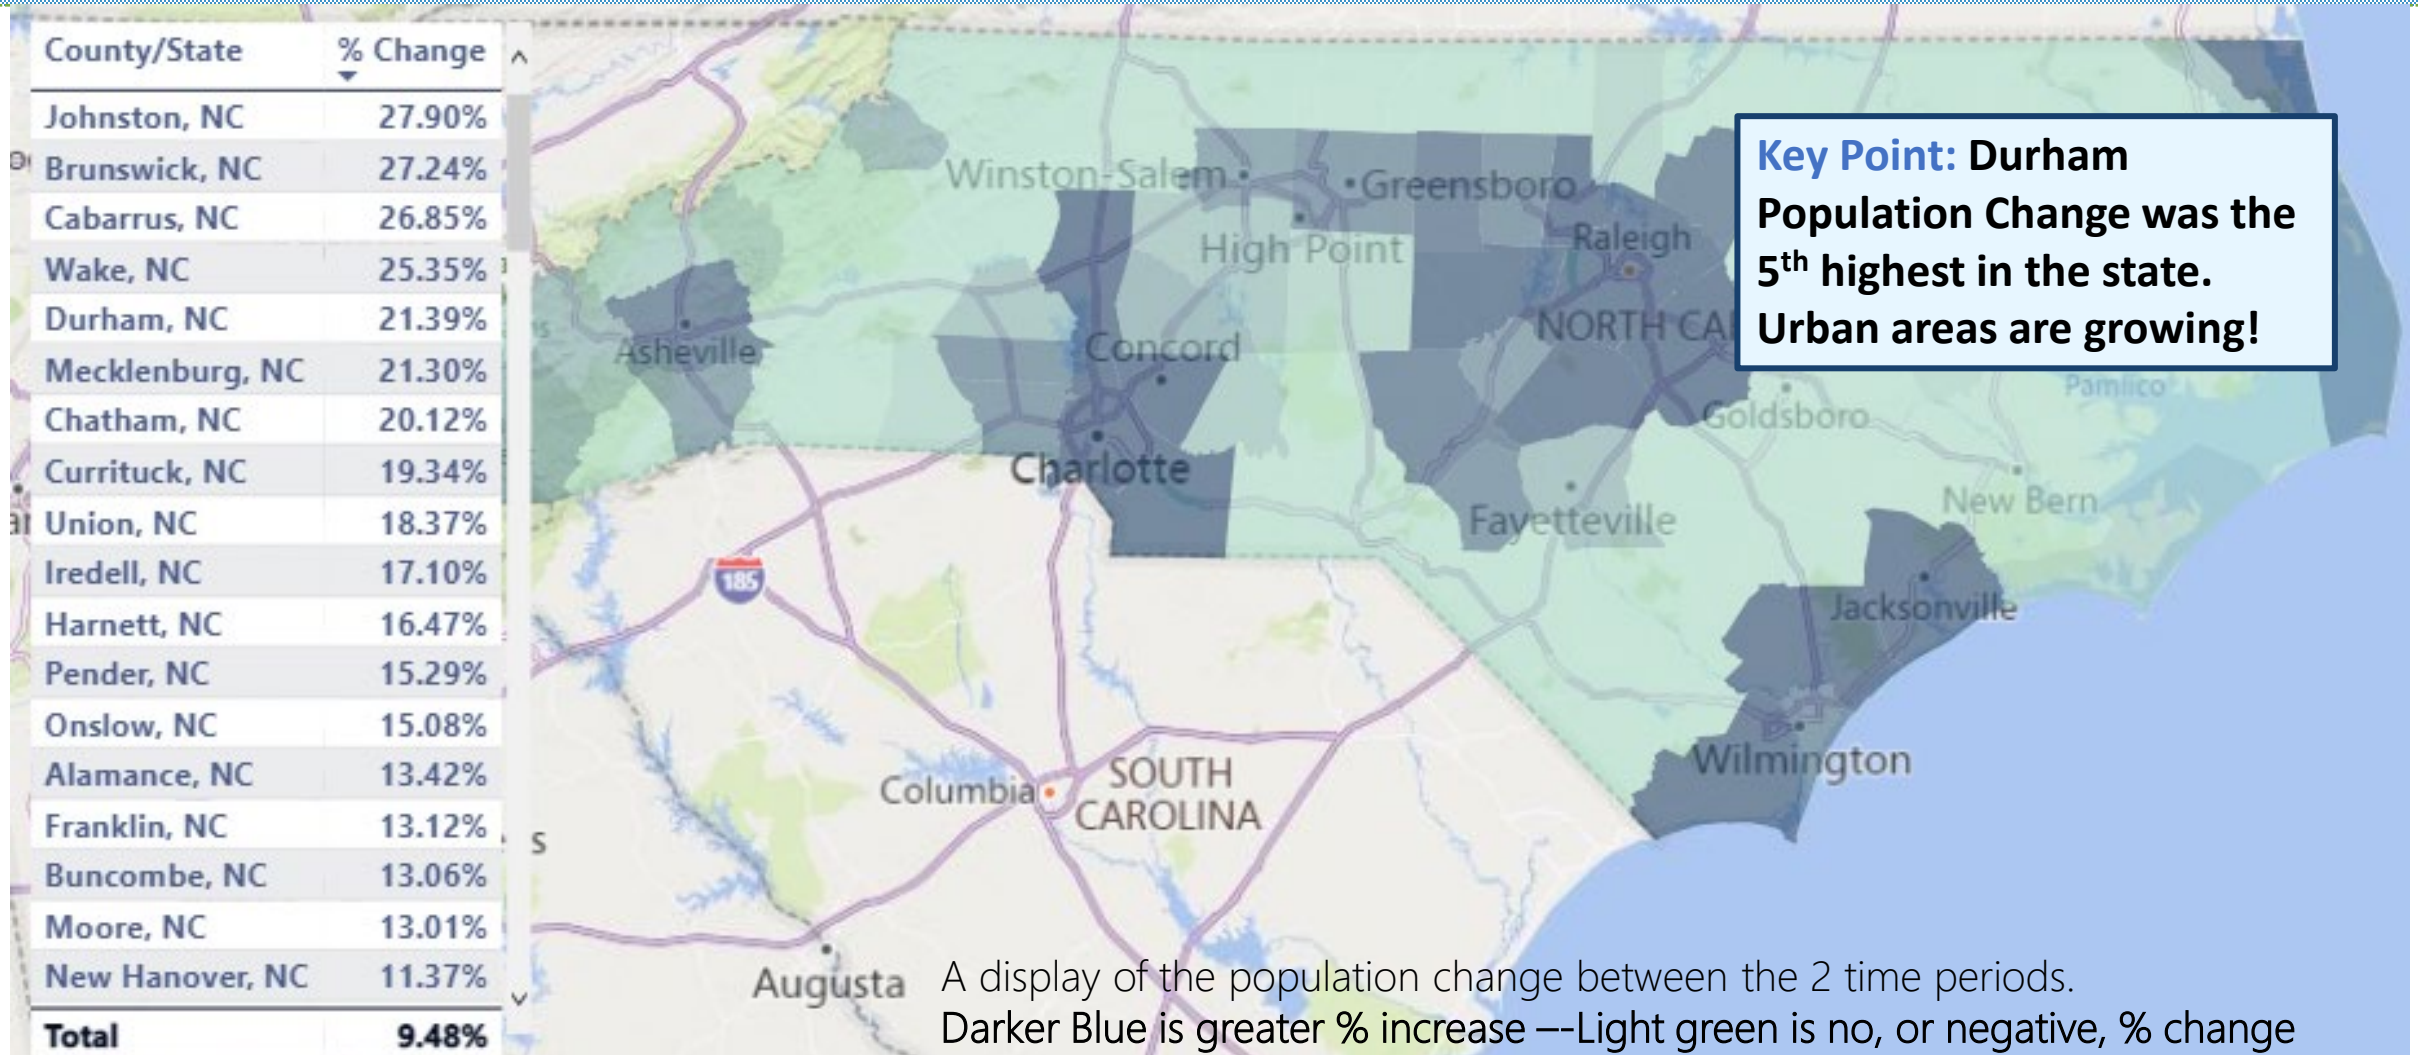 County/State % Change
Johnston, NC 27.90%
Brunswick, NC 27.24%
Cabarrus, NC 26.85%
Wake, NC 25.35%
Durham, NC 21.39%
Mecklenburg, NC 21.30%
Chatham, NC 20.12%
Currituck, NC 19.34%
Union, NC 18.37%
Iredell, NC 17.10%
Harnett, NC 16.47%
Pender, NC 15.29%
Onslow, NC 15.08%
Alamance, NC 13.42%
Franklin, NC 13.12%
Buncombe, NC 13.06%
Moore, NC 13.01%
New Hanover, NC 11.37%
Total 9.48%
Key Point: Durham
Population Change was the
5th highest in the state.
Urban areas are growing!
Winston-Salem
Greensboro
High Point
Raleigh
NORTH CA
Asheville
Concord
Charlotte
Goldsboro
Pamlico
Fayetteville
New Bern
Jacksonville
Wilmington
185
Columbia
SOUTH
CAROLINA
Augusta
A display of the population change between the 2 time periods.
Darker Blue is greater % increase –-Light green is no, or negative, % change